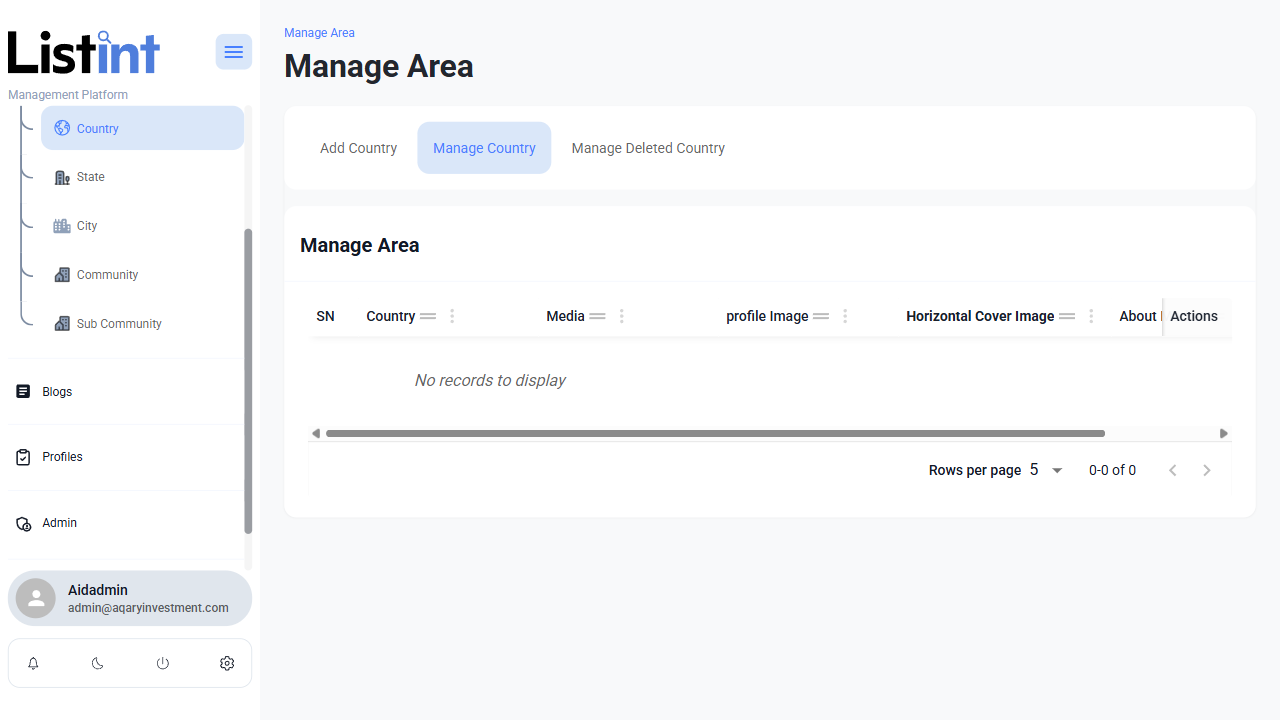 Listint
Management Platform
Country
State
City
Community
Sub Community
Blogs
Profiles
Admin
Aidadmin
admin@aqaryinvestment.com
Manage Area
Manage Area
Add Country
Manage Country
Manage Deleted Country
Manage Area
SN Country Media profile Image Horizontal Cover Image About Actions
No records to display
Rows per page 5 0-0 of 0